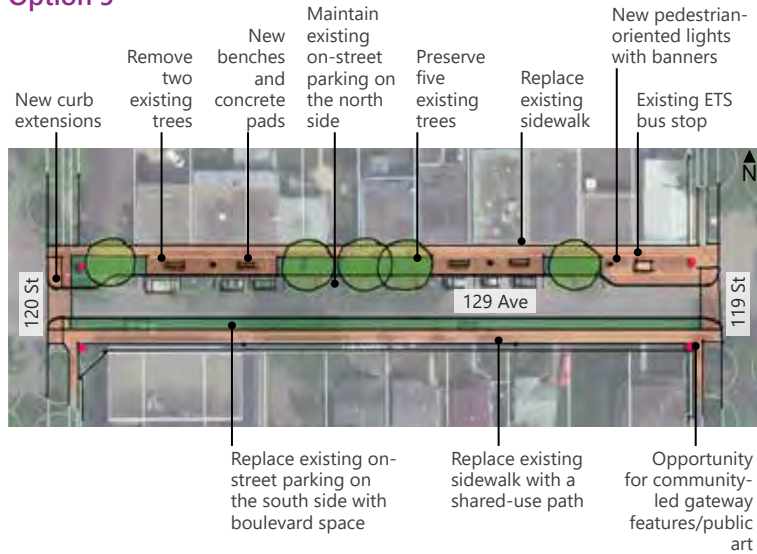 New curb
extensions
Remove
two
existing
trees
New
benches
and
concrete
pads
Maintain
existing
on-street
parking on
the north
side
Preserve
five
existing
trees
Replace
existing
sidewalk
New pedestrian-
oriented lights
with banners
Existing ETS
bus stop
N
120 St
129 Ave
119 St
Replace existing on-
street parking on
the south side with
boulevard space
Replace existing
sidewalk with a
shared-use path
Opportunity
for community-
led gateway
features/public
art